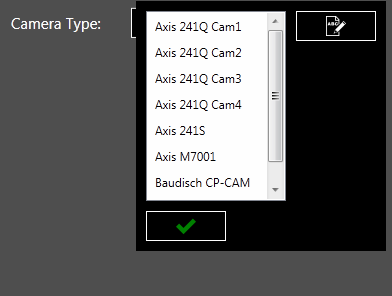 Camera Type:
Axis 241Q Cam1
Axis 241Q Cam2
Axis 241Q Cam3
Axis 241Q Cam4
Axis 241S
Axis M7001
Baudisch CP-CAM
ABC